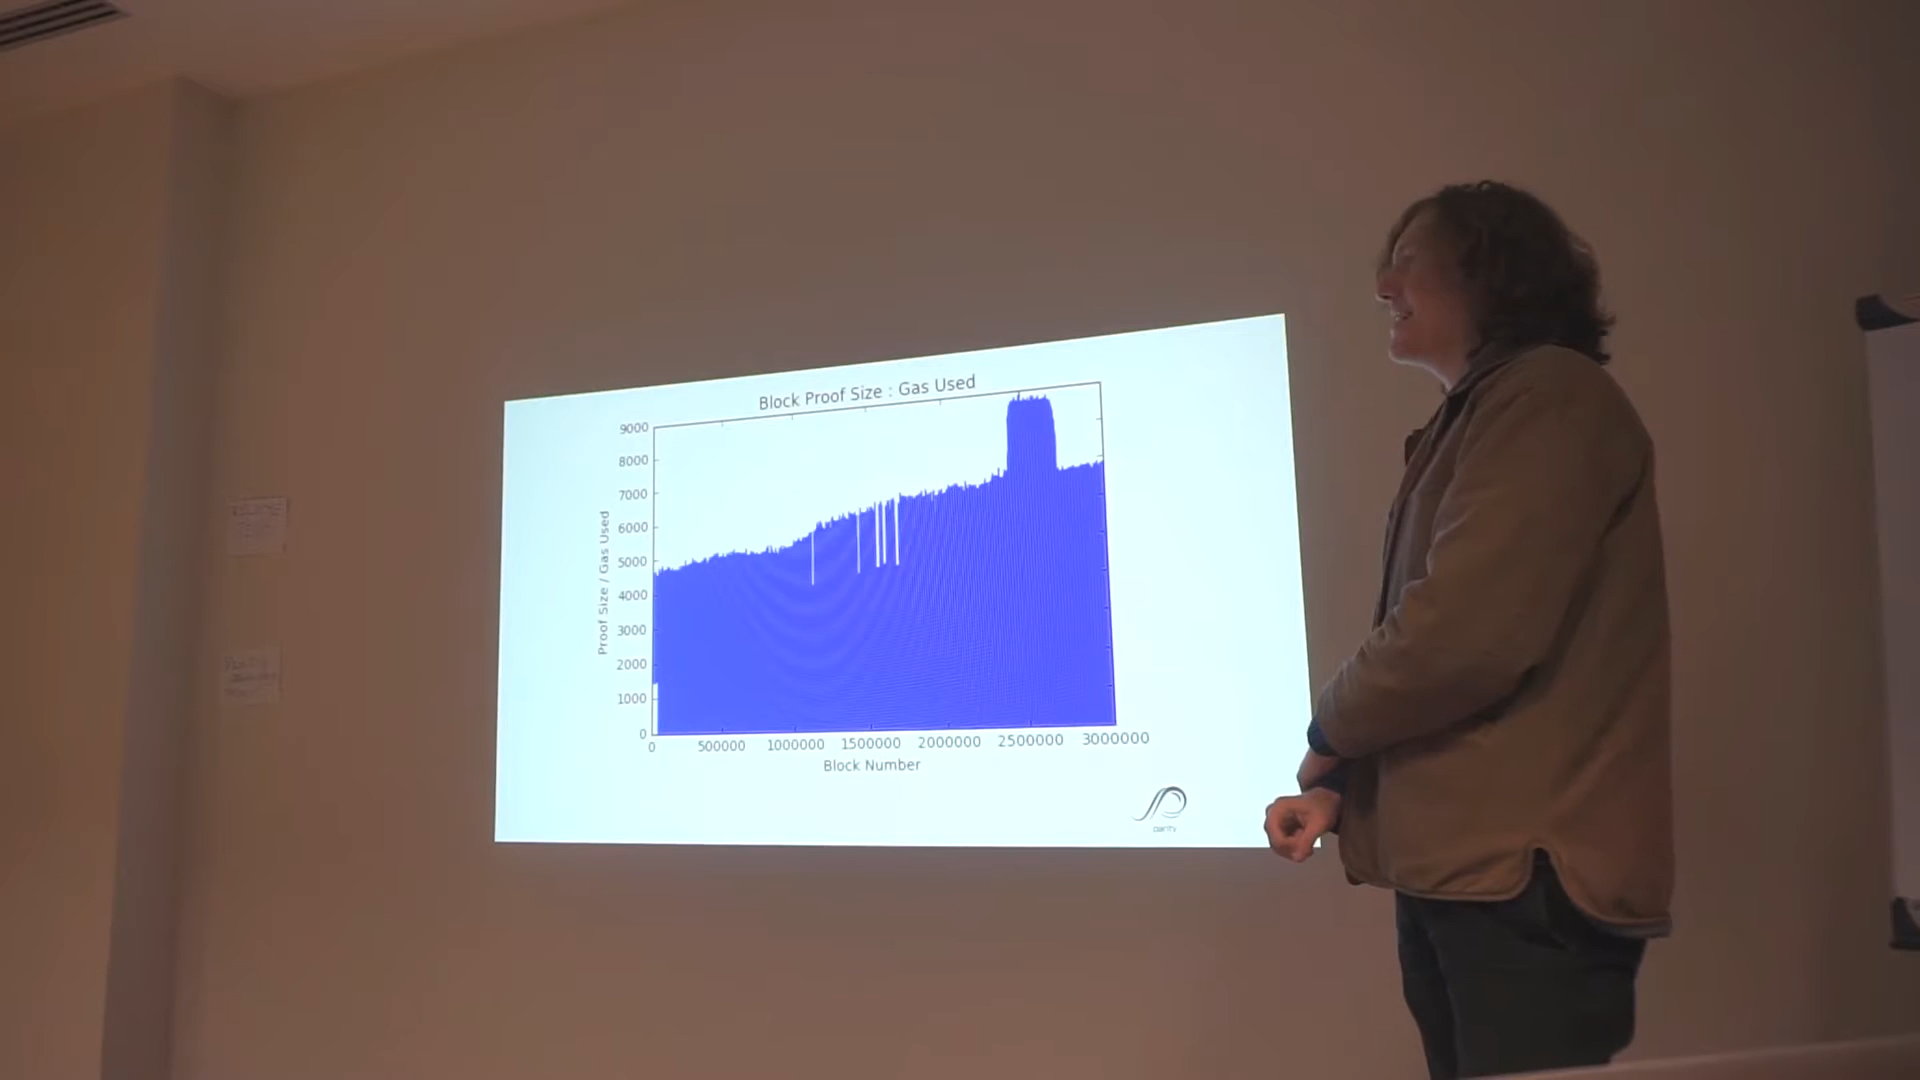 Block Proof Size : Gas Used
9000
8000
7000
6000
5000
4000
3000
2000
1000
0
Proof Size / Gas Used
0 500000 1000000 1500000 2000000 2500000 3000000
Block Number
parity